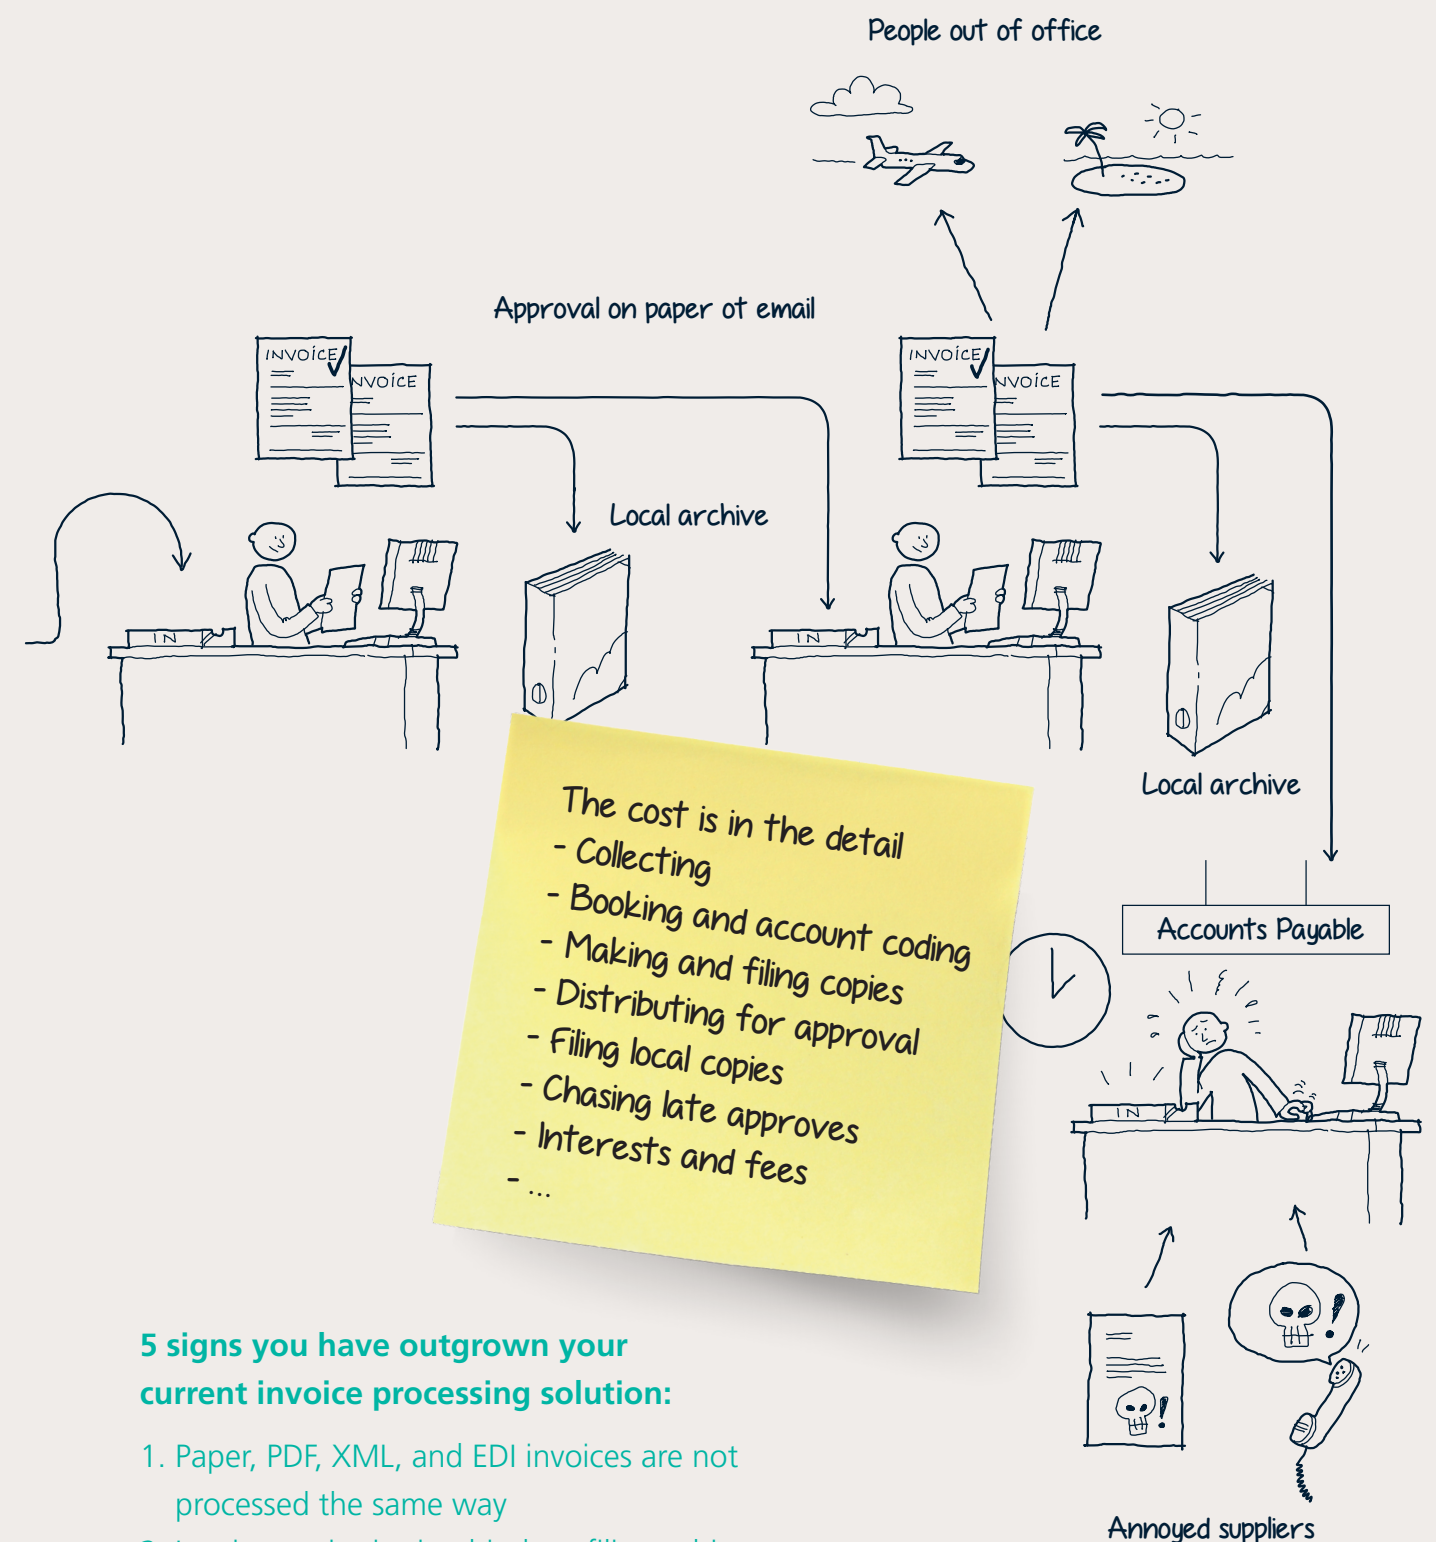 People out of office
Approval on paper ot email
INVOICE
NVOICE
INVOICE
NVOICE
Local archive
IN
IN
Local archive
The cost is in the detail
- Collecting
- Booking and account coding
- Making and filing copies
- Distributing for approval
- Filing local copies
- Chasing late approves
- Interests and fees
- ...
Accounts Payable
IN
5 signs you have outgrown your
current invoice processing solution:
1. Paper, PDF, XML, and EDI invoices are not
processed the same way
Annoyed suppliers